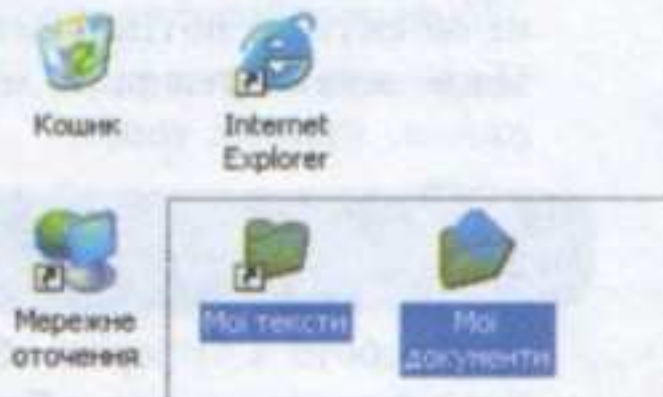 Кошик
Internet
Explorer
Мережне
оточення
Мої тексти
Мої
документи